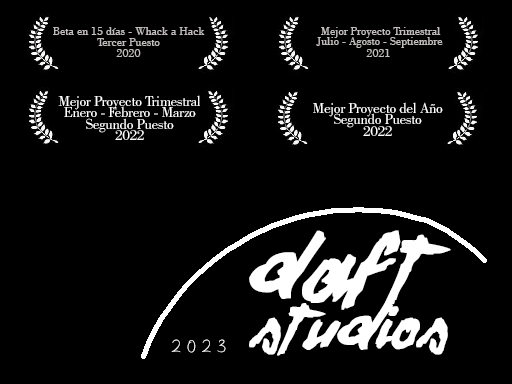 Beta en 15 días - Whack a Hack
Tercer Puesto
2020
Mejor Proyecto Trimestral
Julio - Agosto - Septiembre
2021
Mejor Proyecto Trimestral
Enero - Febrero - Marzo
Segundo Puesto
2022
Mejor Proyecto del Año
Segundo Puesto
2022
daft
studios
2023